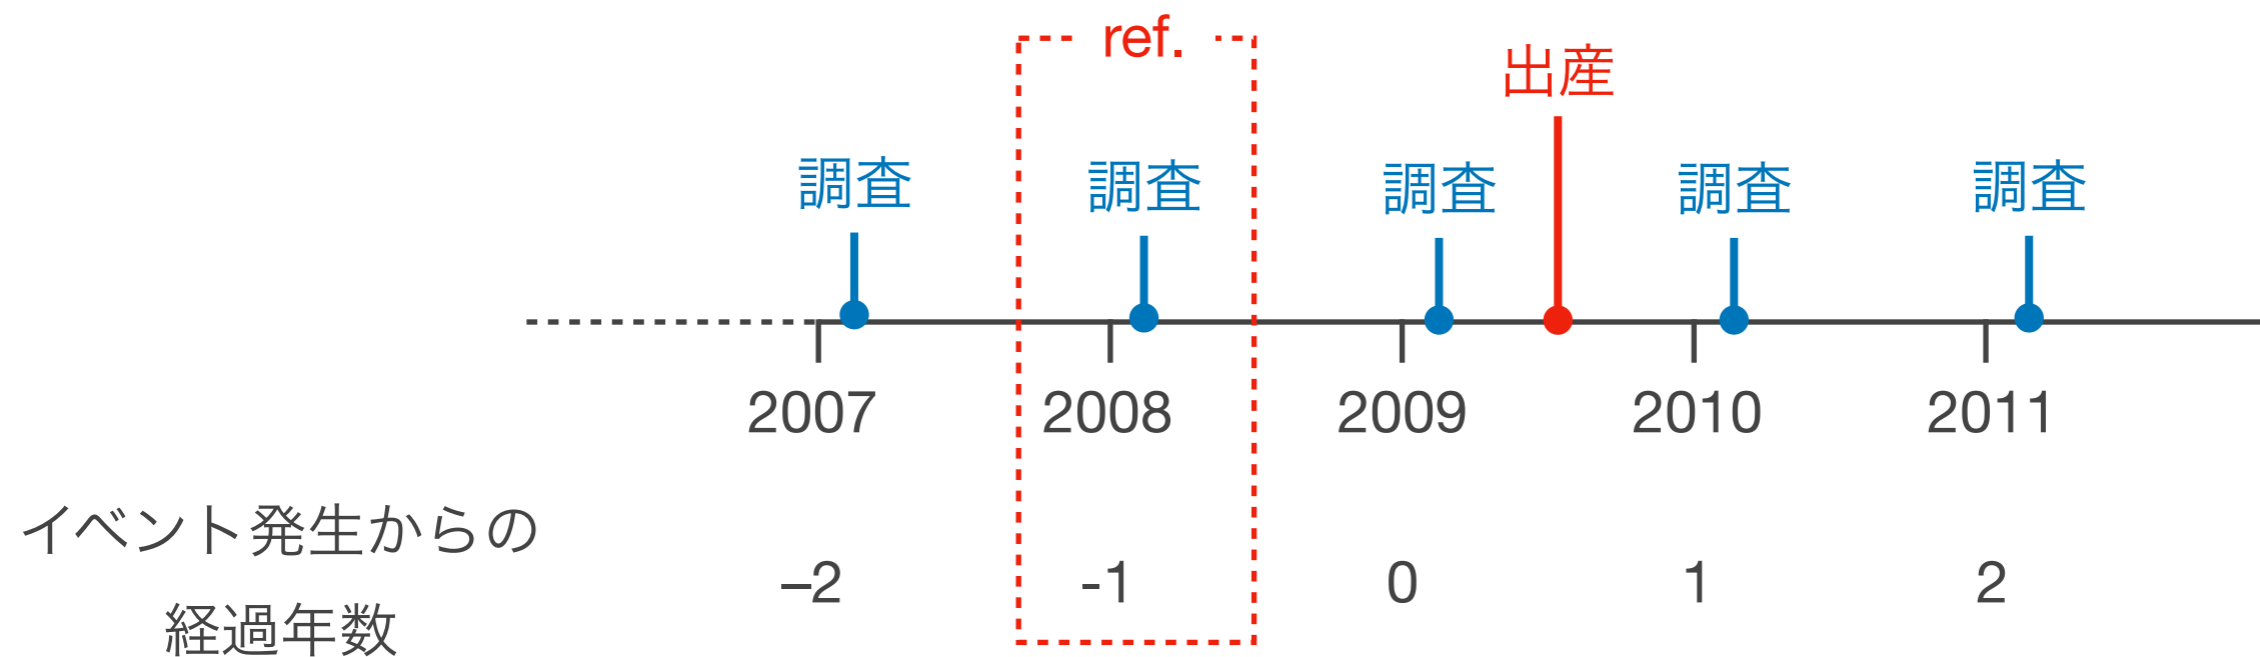 ref.
出産
調査 調査 調査 調査 調査
2007 2008 2009 2010 2011
イベント発生からの
経過年数
–2 -1 0 1 2